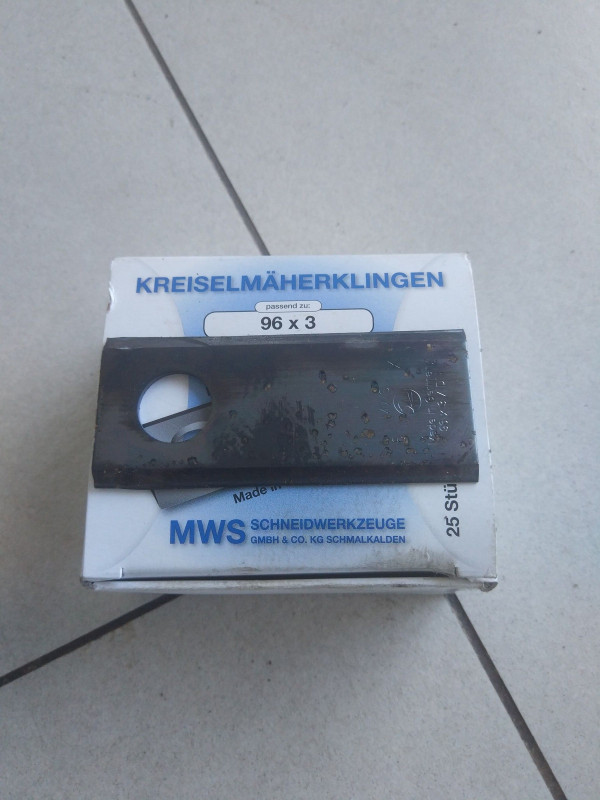 KREISELMÄHERKLINGEN
passend zu:
96 x 3
Made in
25 Stü
MWS SCHNEIDWERKZEUGE
GMBH & CO. KG SCHMALKALDEN